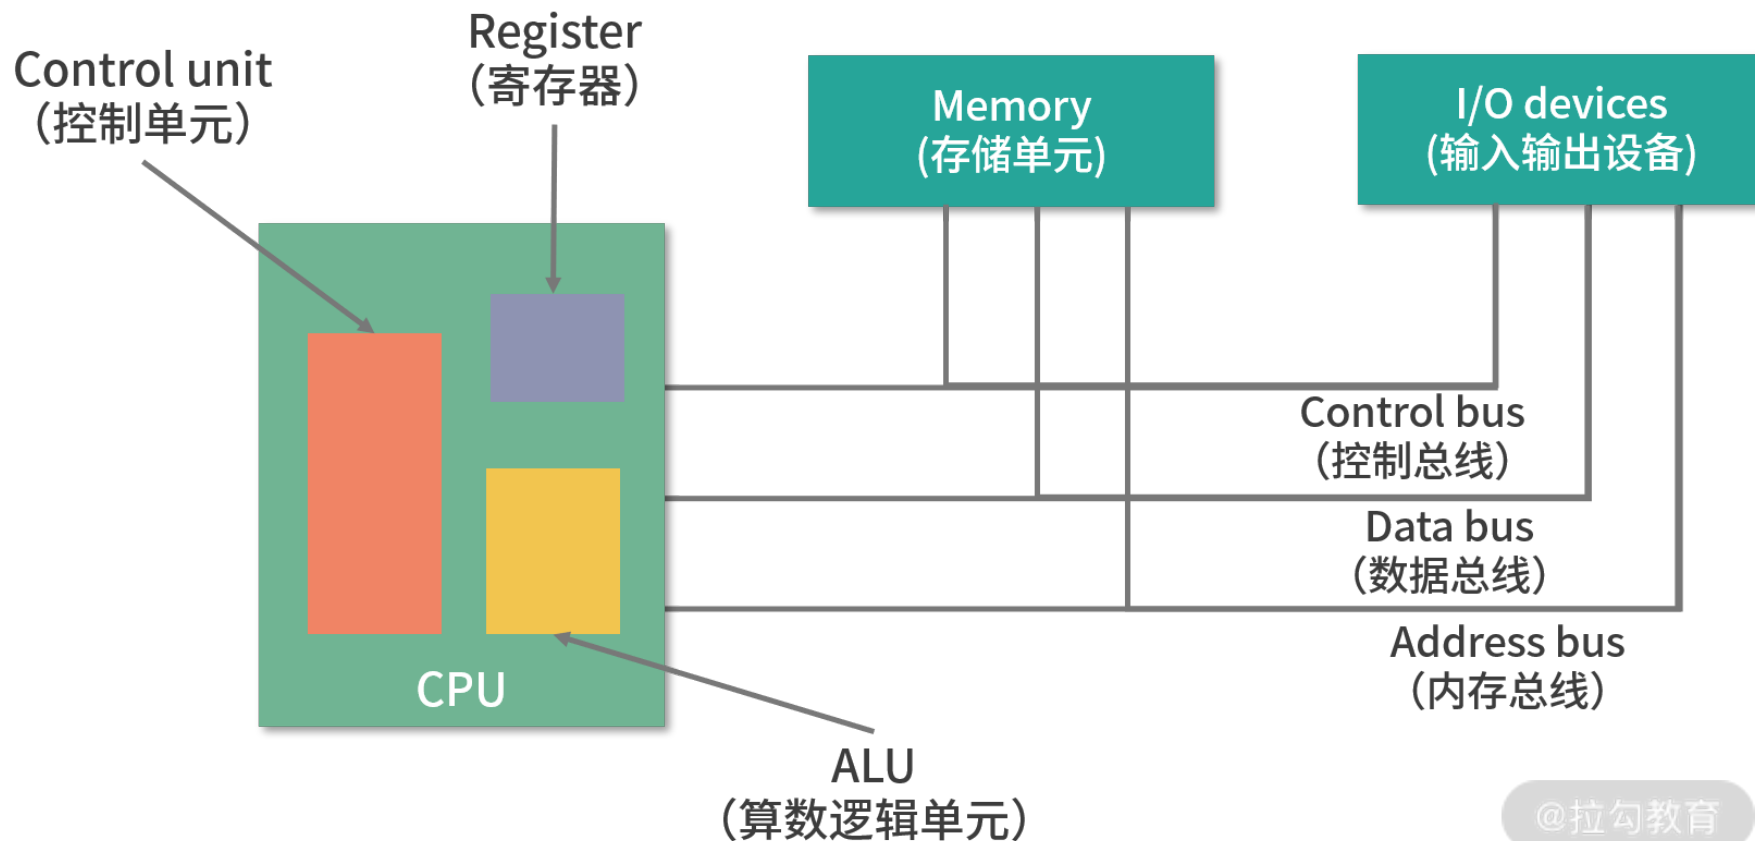 Control unit
（控制单元）
Register
（寄存器）
Memory
(存储单元)
I/O devices
(输入输出设备)
Control bus
（控制总线）
Data bus
（数据总线）
Address bus
（内存总线）
CPU
ALU
（算数逻辑单元）
@拉勾教育